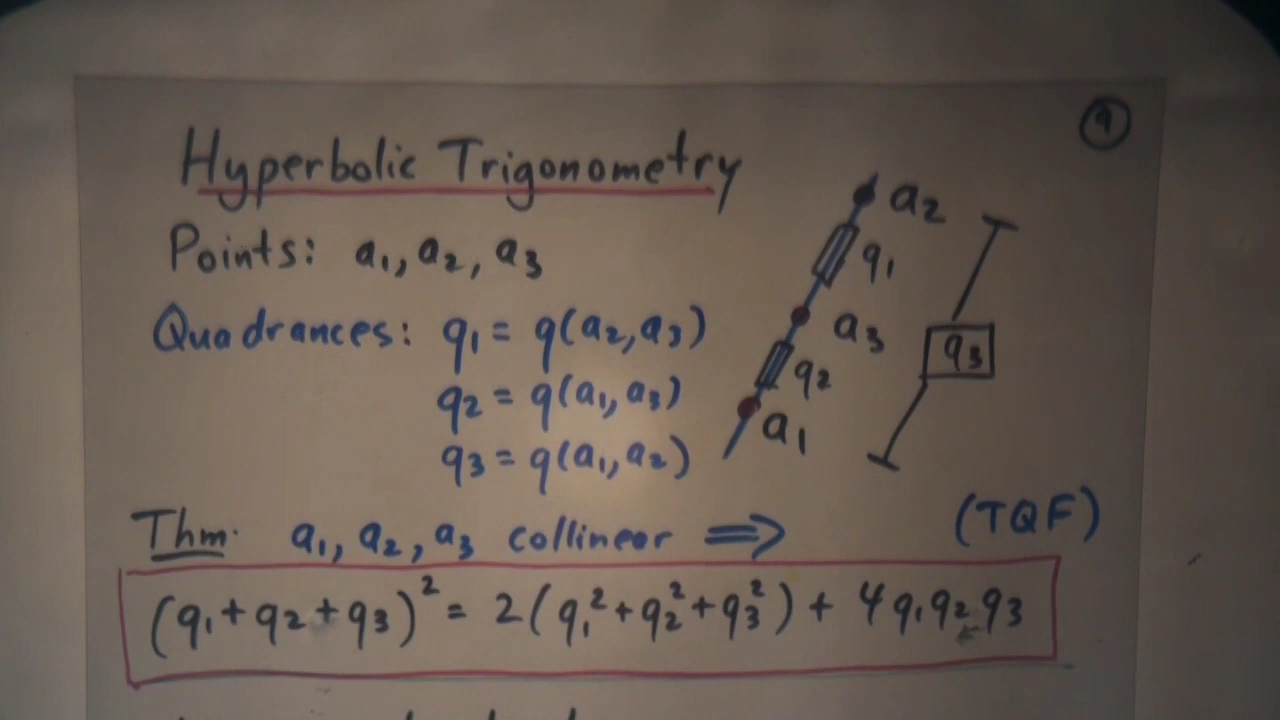 9
Hyperbolic Trigonometry
Points: a₁, a₂, a₃
Quadrances: q₁ = q(a₂, a₃)
q₂ = q(a₁, a₃)
q₃ = q(a₁, a₂)
a₂
q₁
a₃
q₂
a₁
q₃
Thm. a₁, a₂, a₃ collinear ⟹ (TQF)
(q₁ + q₂ + q₃)² = 2(q₁² + q₂² + q₃²) + 4q₁q₂q₃